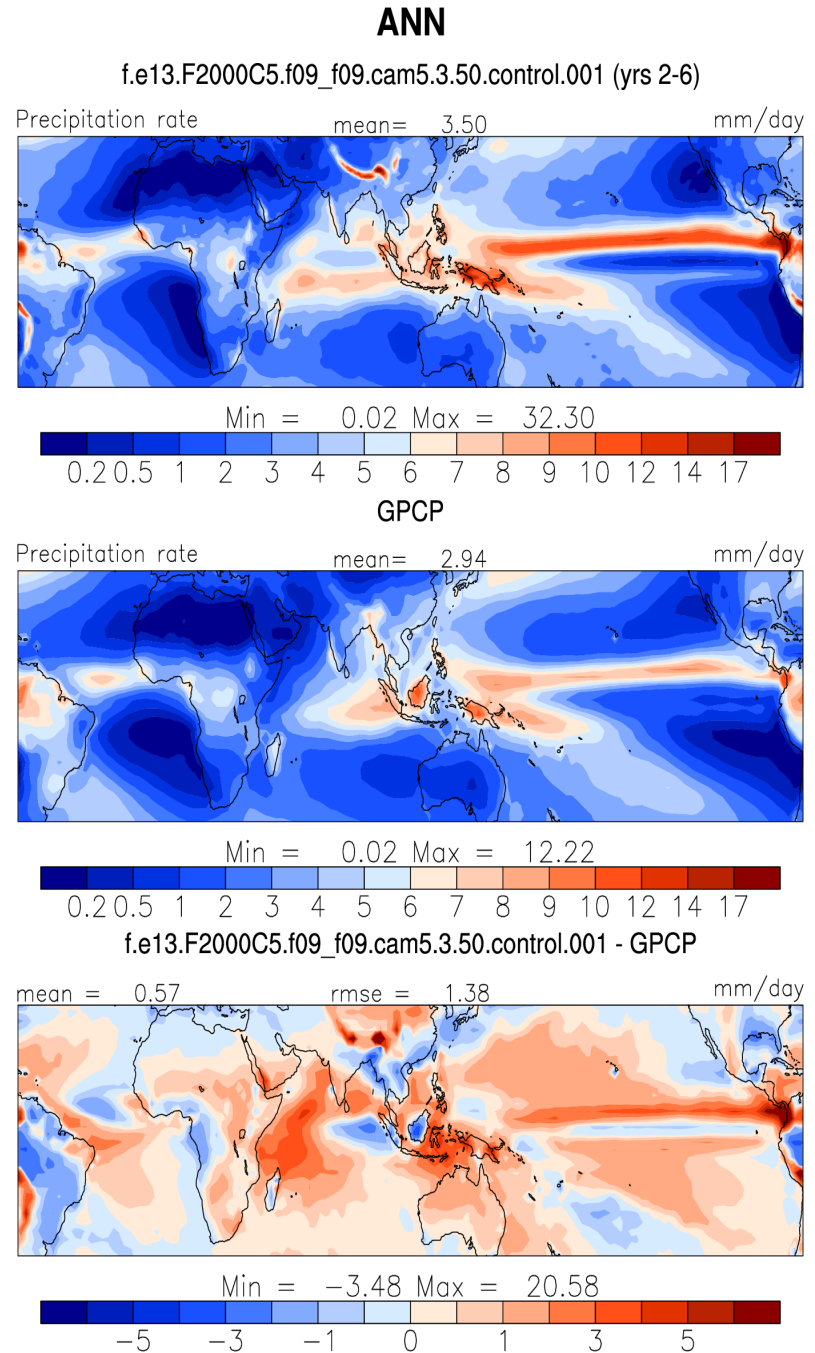 ANN
f.e13.F2000C5.f09_f09.cam5.3.50.control.001 (yrs 2-6)
Precipitation rate mean= 3.50 mm/day
Min = 0.02 Max = 32.30
0.2 0.5 1 2 3 4 5 6 7 8 9 10 12 14 17
GPCP
Precipitation rate mean= 2.94 mm/day
Min = 0.02 Max = 12.22
0.2 0.5 1 2 3 4 5 6 7 8 9 10 12 14 17
f.e13.F2000C5.f09_f09.cam5.3.50.control.001 - GPCP
mean = 0.57 rmse = 1.38 mm/day
Min = −3.48 Max = 20.58
−5 −3 −1 0 1 3 5